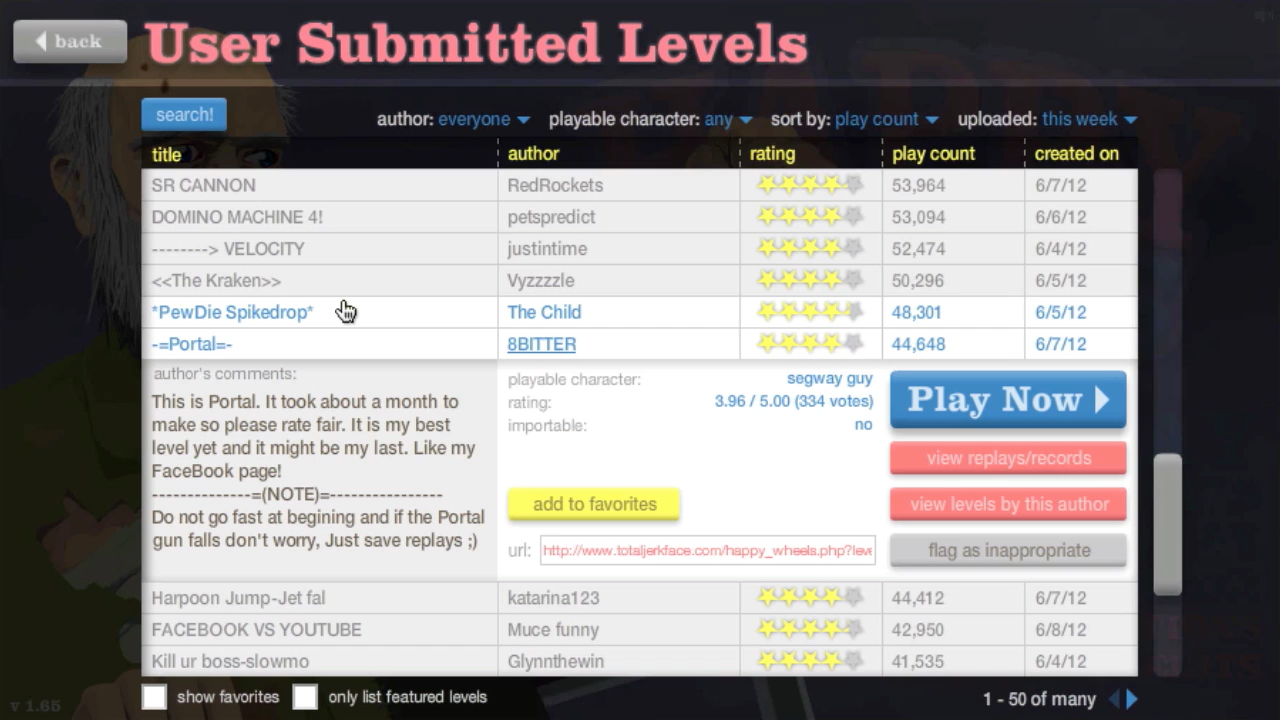 back
User Submitted Levels
search!
author: everyone playable character: any sort by: play count uploaded: this week
title author rating play count created on
SR CANNON RedRockets 53,964 6/7/12
DOMINO MACHINE 4! petspredict 53,094 6/6/12
--------> VELOCITY justintime 52,474 6/4/12
<<The Kraken>> Vyzzzzle 50,296 6/5/12
*PewDie Spikedrop* The Child 48,301 6/5/12
-=Portal=- 8BITTER 44,648 6/7/12
author's comments:
This is Portal. It took about a month to
make so please rate fair. It is my best
level yet and it might be my last. Like my
FaceBook page!
--------------=(NOTE)=----------------
Do not go fast at begining and if the Portal
gun falls don't worry, Just save replays ;)
playable character: segway guy
rating: 3.96 / 5.00 (334 votes)
importable: no
add to favorites
url: http://www.totaljerkface.com/happy_wheels.php?leve
Play Now
view replays/records
view levels by this author
flag as inappropriate
Harpoon Jump-Jet fal katarina123 44,412 6/7/12
FACEBOOK VS YOUTUBE Muce funny 42,950 6/8/12
Kill ur boss-slowmo Glynnthewin 41,535 6/4/12
show favorites only list featured levels 1 - 50 of many
v 1.65